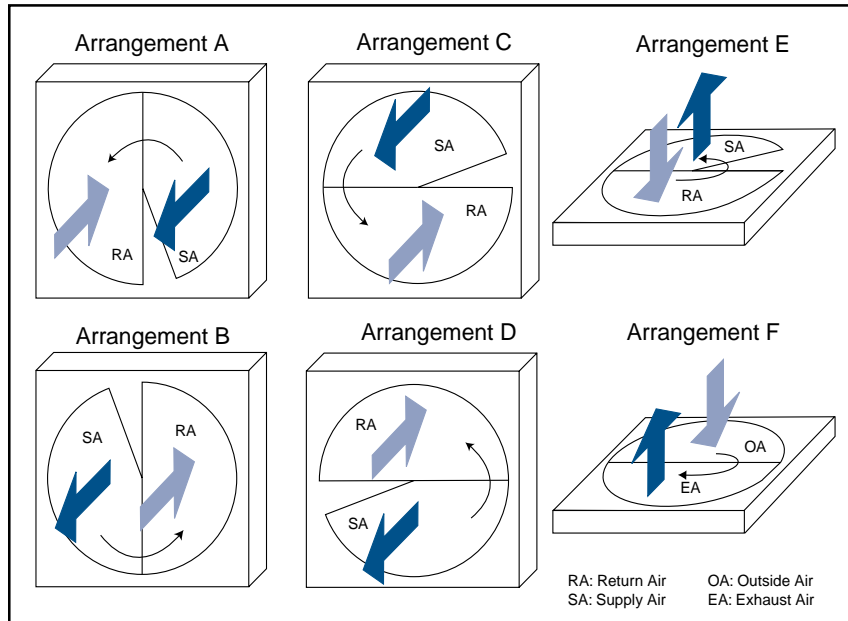 Arrangement A
Arrangement C
Arrangement E
SA
SA
RA
RA
RA
SA
Arrangement B
Arrangement D
Arrangement F
SA
RA
RA
SA
OA
EA
RA: Return Air OA: Outside Air
SA: Supply Air EA: Exhaust Air